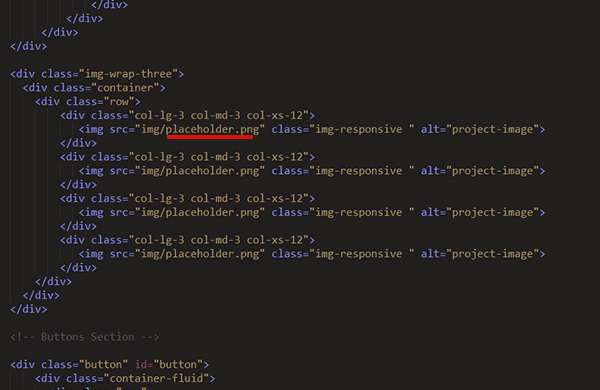 </div>
</div>
</div>
</div>
<div class="img-wrap-three">
<div class="container">
<div class="row">
<div class="col-lg-3 col-md-3 col-xs-12">
<img src="img/placeholder.png" class="img-responsive " alt="project-image">
</div>
<div class="col-lg-3 col-md-3 col-xs-12">
<img src="img/placeholder.png" class="img-responsive " alt="project-image">
</div>
<div class="col-lg-3 col-md-3 col-xs-12">
<img src="img/placeholder.png" class="img-responsive " alt="project-image">
</div>
<div class="col-lg-3 col-md-3 col-xs-12">
<img src="img/placeholder.png" class="img-responsive " alt="project-image">
</div>
</div>
</div>
</div>
<!-- Buttons Section -->
<div class="button" id="button">
<div class="container-fluid">